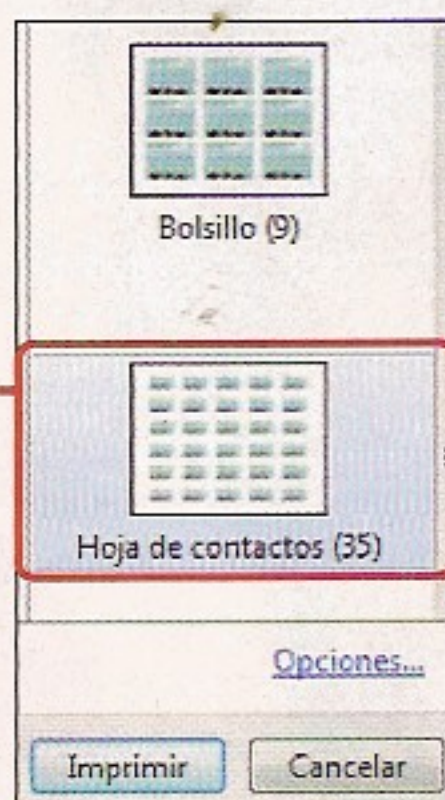 Bolsillo (9)
Hoja de contactos (35)
Opciones...
Imprimir
Cancelar